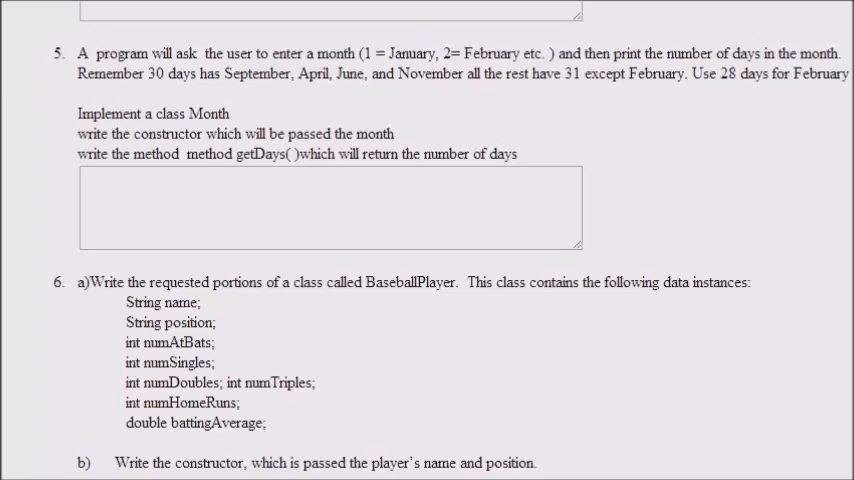 5. A program will ask the user to enter a month (1 = January, 2= February etc. ) and then print the number of days in the month.
Remember 30 days has September, April, June, and November all the rest have 31 except February. Use 28 days for February
Implement a class Month
write the constructor which will be passed the month
write the method method getDays( )which will return the number of days
6. a)Write the requested portions of a class called BaseballPlayer. This class contains the following data instances:
String name;
String position;
int numAtBats;
int numSingles;
int numDoubles; int numTriples;
int numHomeRuns;
double battingAverage;
b) Write the constructor, which is passed the player’s name and position.